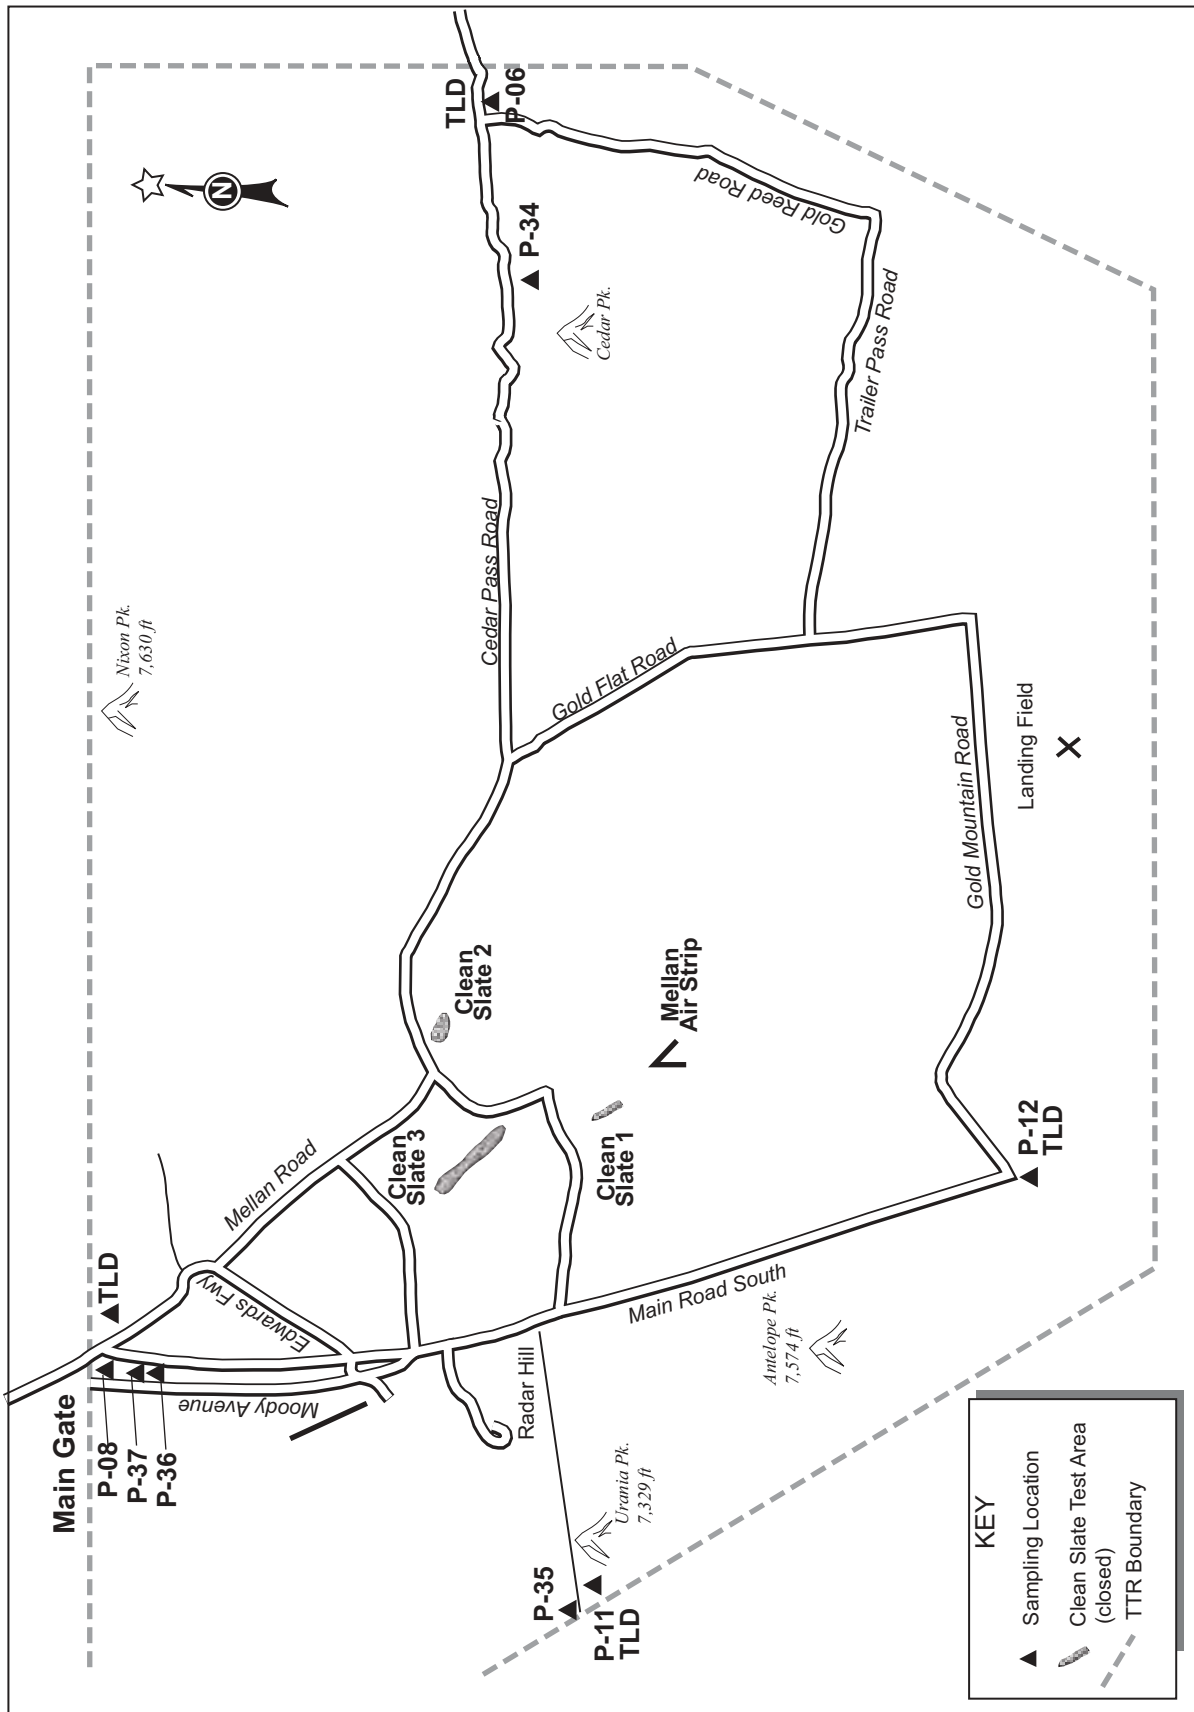 Main Gate
P-08
P-37
P-36
TLD
Moody Avenue
Edwards Fwy
Mellan Road
Nixon Pk.
7,630 ft
N
TLD
P-06
P-34
Cedar Pk.
Cedar Pass Road
Gold Reed Road
Trailer Pass Road
Gold Flat Road
Clean
Slate 2
Clean
Slate 3
Clean
Slate 1
Mellan
Air Strip
Radar Hill
Main Road South
Urania Pk.
7,329 ft
Antelope Pk.
7,574 ft
P-35
P-11
TLD
P-12
TLD
Gold Mountain Road
Landing Field
X
KEY
Sampling Location
Clean Slate Test Area
(closed)
TTR Boundary